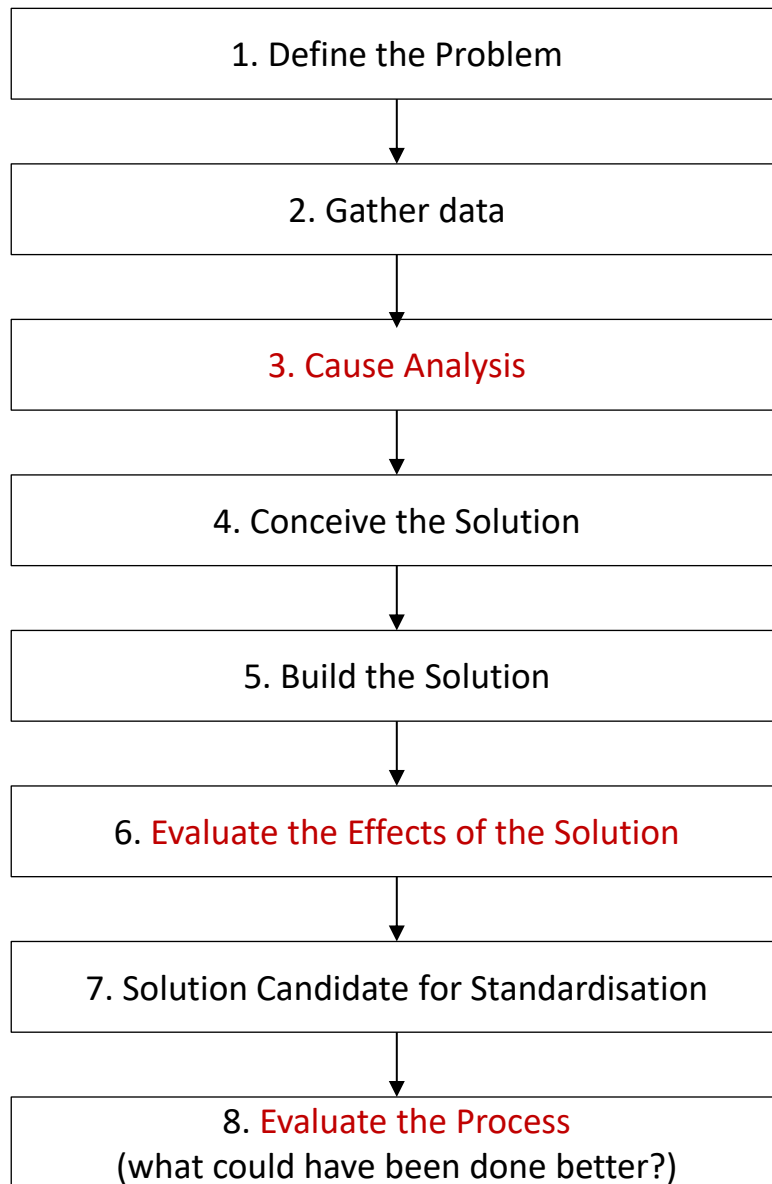 1. Define the Problem
2. Gather data
3. Cause Analysis
4. Conceive the Solution
5. Build the Solution
6. Evaluate the Effects of the Solution
7. Solution Candidate for Standardisation
8. Evaluate the Process
(what could have been done better?)